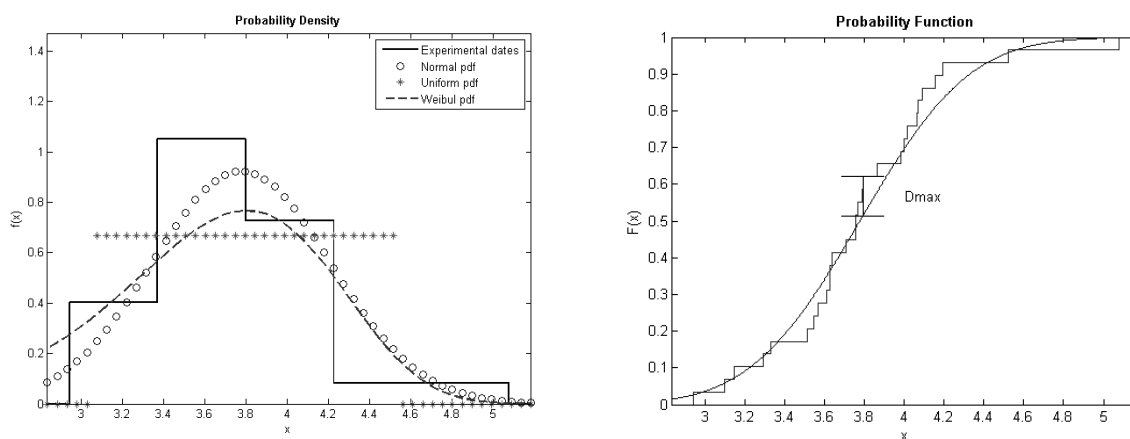 Probability Density
1.4
1.2
1
0.8
0.6
0.4
0.2
0
f(x)
Experimental dates
Normal pdf
Uniform pdf
Weibul pdf
3 3.2 3.4 3.6 3.8 4 4.2 4.4 4.6 4.8 5
x
Probability Function
1
0.9
0.8
0.7
0.6
0.5
0.4
0.3
0.2
0.1
0
F(x)
Dmax
3 3.2 3.4 3.6 3.8 4 4.2 4.4 4.6 4.8 5
x